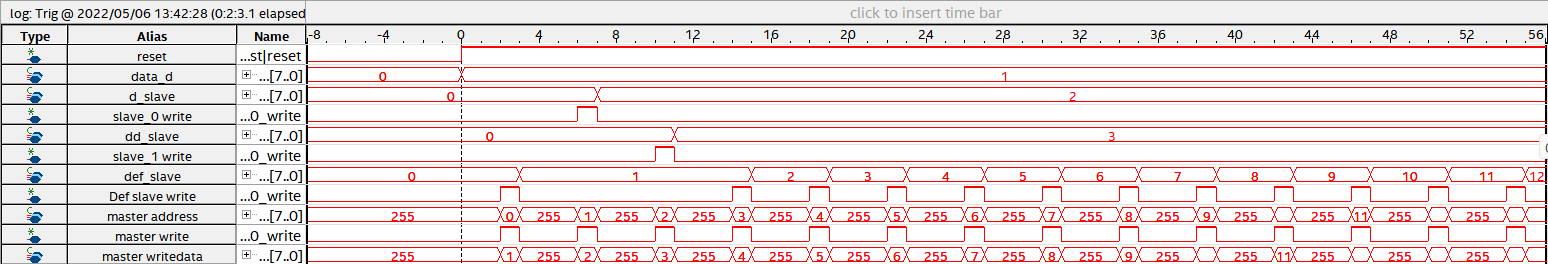 log: Trig @ 2022/05/06 13:42:28 (0:2:3.1 elapsed click to insert time bar
Type Alias Name -8 -4 0 4 8 12 16 20 24 28 32 36 40 44 48 52 56
reset ...st|reset
data_d ...[7..0] 0 1
d_slave ...[7..0] 0 2
slave_0 write ...0_write
dd_slave ...[7..0] 0 3
slave_1 write ...0_write
def_slave ...[7..0] 0 1 2 3 4 5 6 7 8 9 10 11 12
Def slave write ...0_write
master address ...[7..0] 255 0 255 1 255 2 255 3 255 4 255 5 255 6 255 7 255 8 255 9 255 255 11 255 255
master write ...0_write
master writedata ...[7..0] 255 1 255 2 255 3 255 4 255 5 255 6 255 7 255 8 255 9 255 255 11 255 255 255